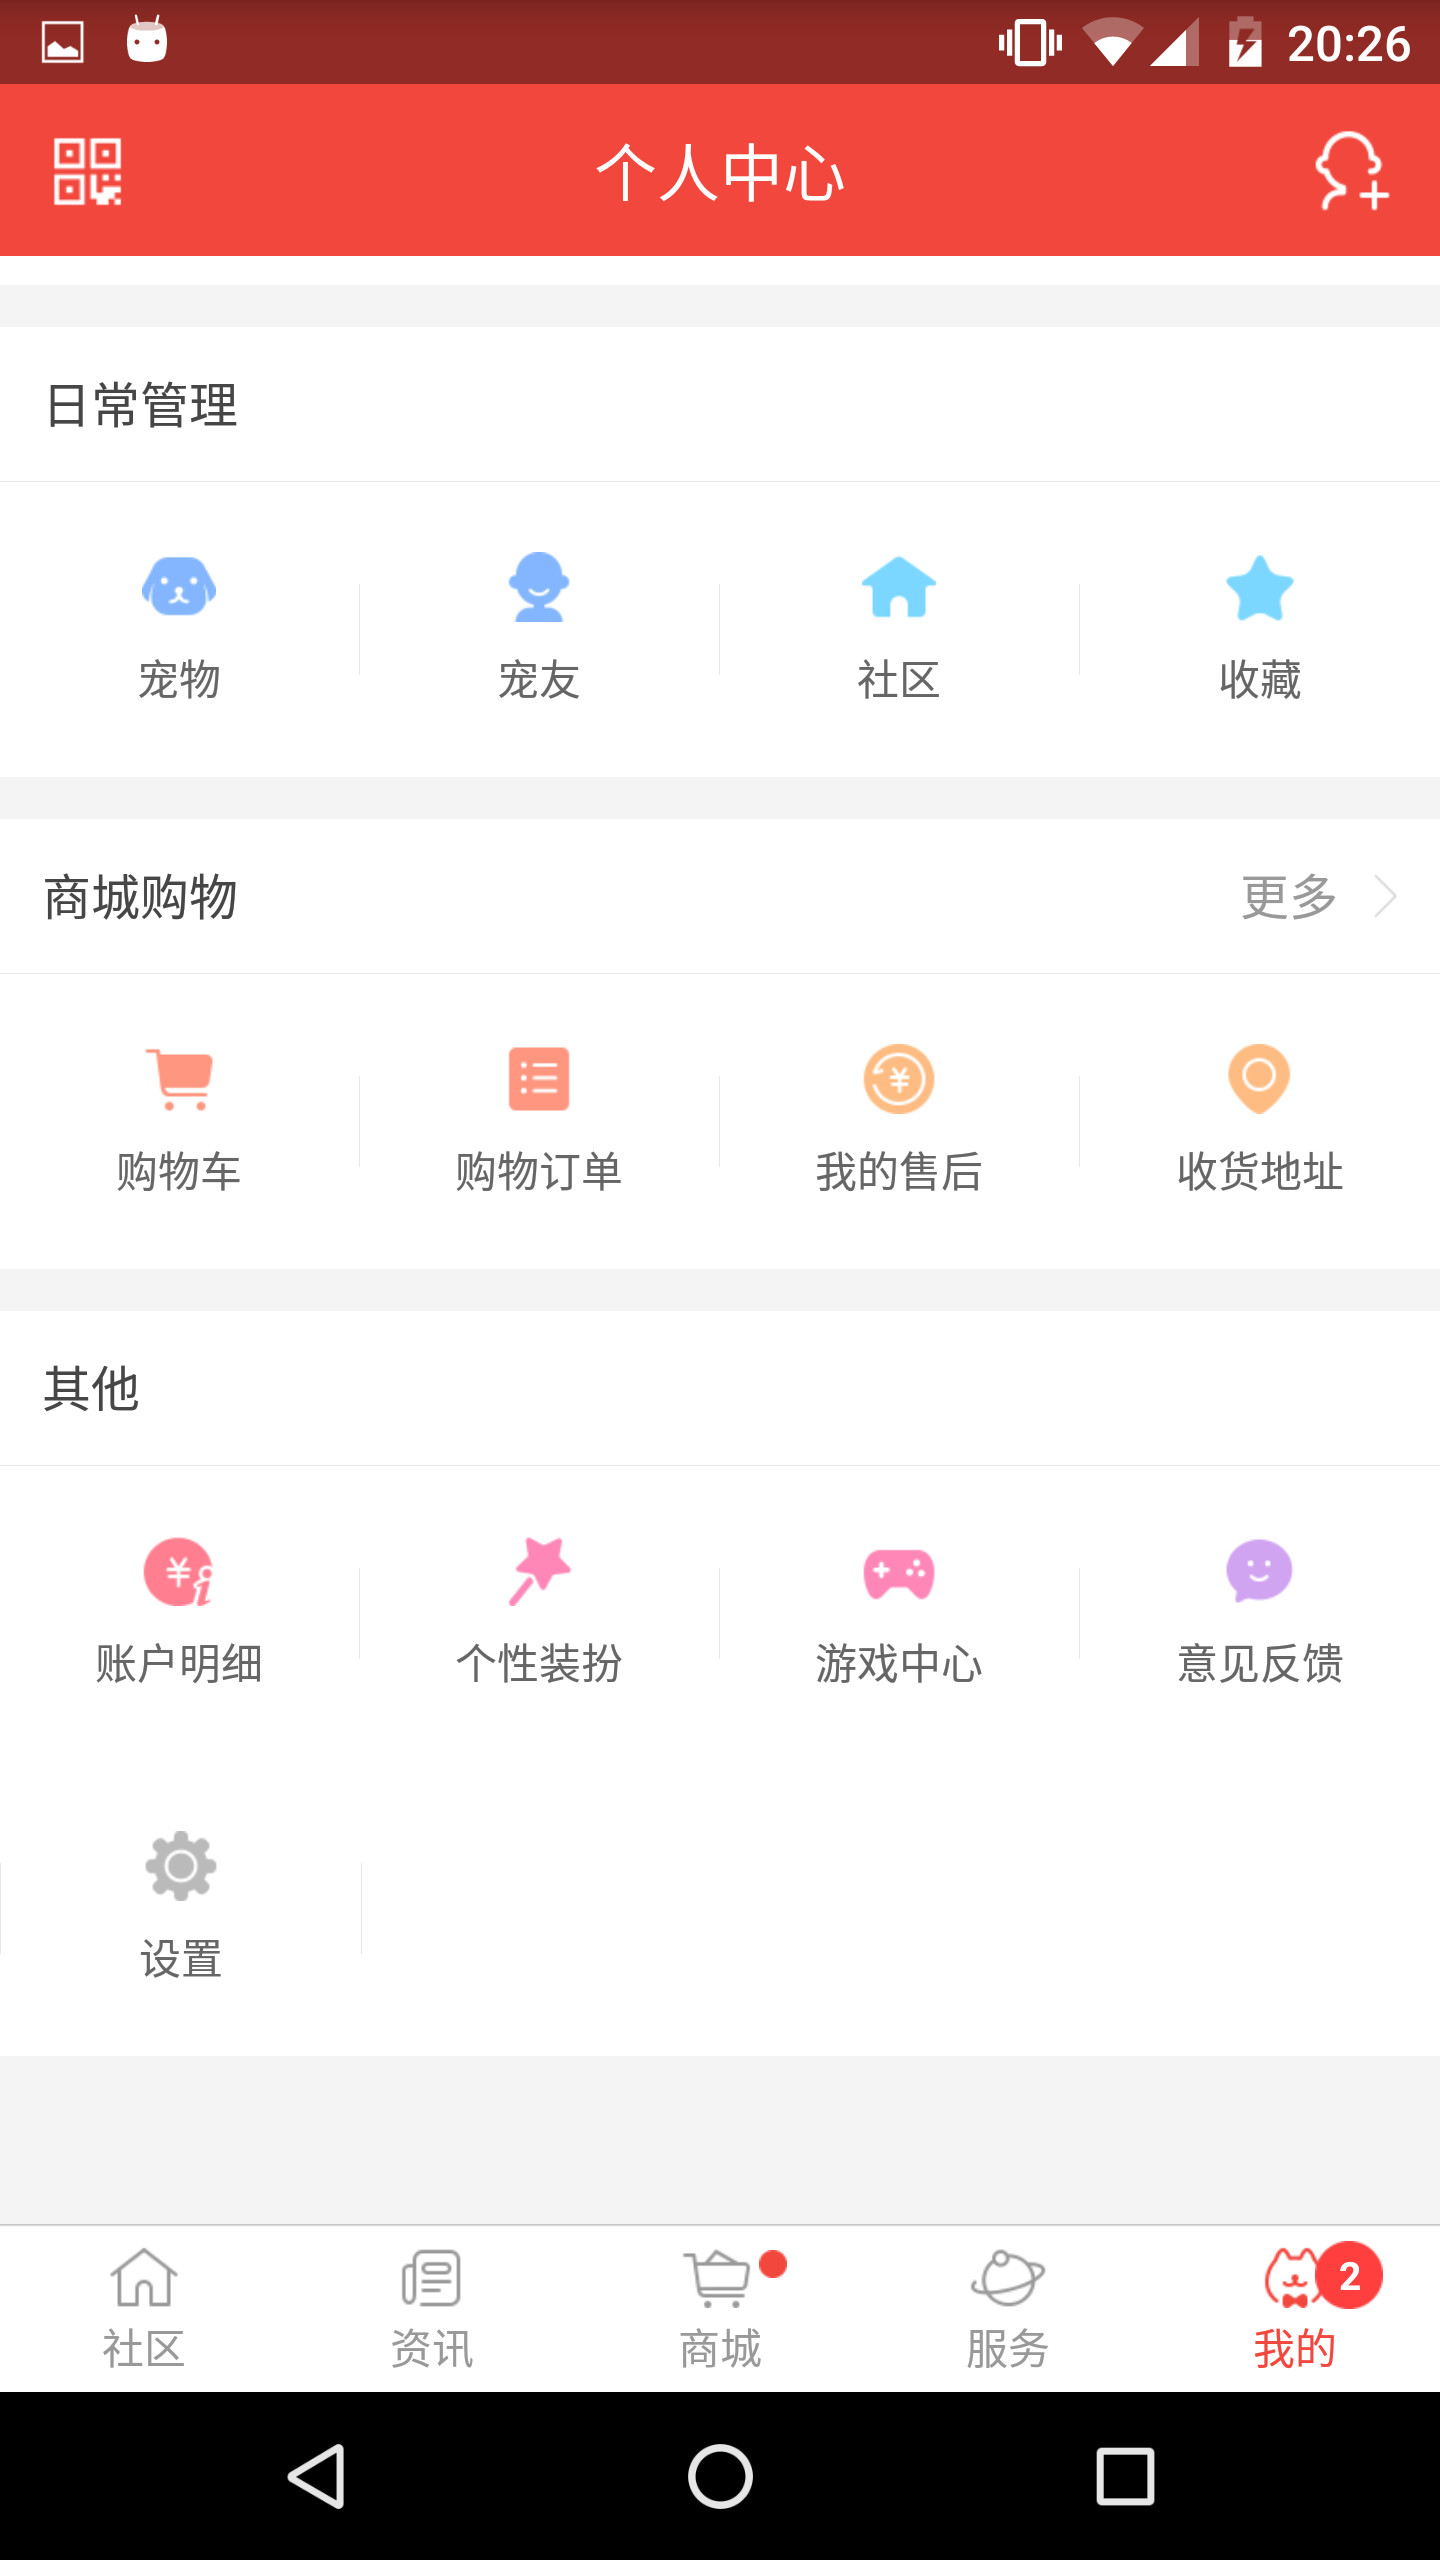 20:26
个人中心
日常管理
宠物
宠友
社区
收藏
商城购物
更多
购物车
购物订单
我的售后
收货地址
其他
账户明细
个性装扮
游戏中心
意见反馈
设置
2
社区
资讯
商城
服务
我的